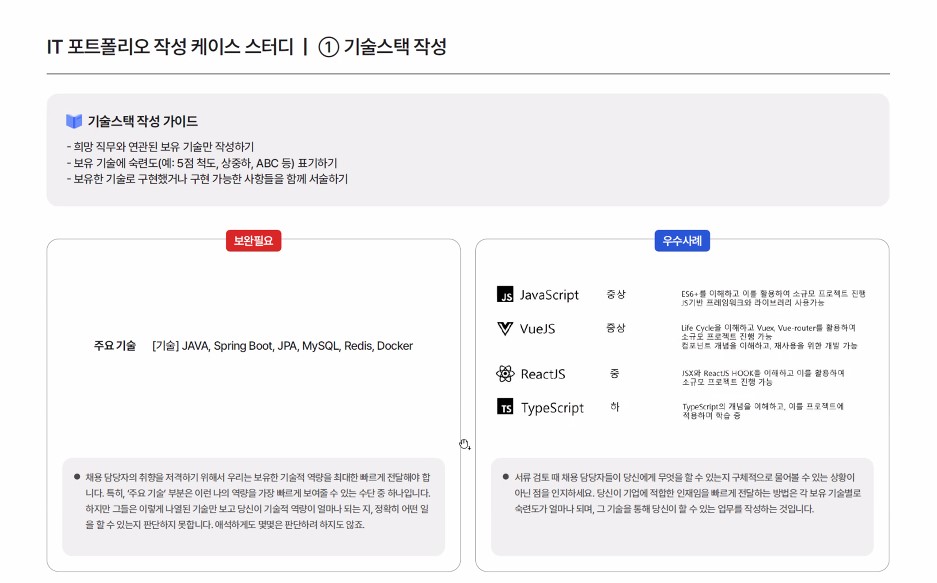 IT 포트폴리오 작성 케이스 스터디 | ① 기술스택 작성
기술스택 작성 가이드
- 희망 직무와 연관된 보유 기술만 작성하기
- 보유 기술에 숙련도(예: 5점 척도, 상중하, ABC 등) 표기하기
- 보유한 기술로 구현했거나 구현 가능한 사항들을 함께 서술하기
보완필요
주요 기술 [기술] JAVA, Spring Boot, JPA, MySQL, Redis, Docker
채용 담당자의 취향을 저격하기 위해서 우리는 보유한 기술적 역량을 최대한 빠르게 전달해야 합
니다. 특히, ‘주요 기술’ 부분은 이런 나의 역량을 가장 빠르게 보여줄 수 있는 수단 중 하나입니다.
하지만 그들은 이렇게 나열된 기술만 보고 당신이 기술적 역량이 얼마나 되는 지, 정확히 어떤 일
을 할 수 있는지 판단하지 못합니다. 애석하게도 몇몇은 판단하려 하지도 않죠.
우수사례
JS JavaScript 중상 ES6+를 이해하고 이를 활용하여 소규모 프로젝트 진행
JS기반 프레임워크와 라이브러리 사용가능
VueJS 중상 Life Cycle을 이해하고 Vuex, Vue-router를 활용하여
소규모 프로젝트 진행 가능
컴포넌트 개념을 이해하고, 재사용을 위한 개발 가능
ReactJS 중 JSX와 ReactJS HOOK을 이해하고 이를 활용하여
소규모 프로젝트 진행 가능
TS TypeScript 하 TypeScript의 개념을 이해하고, 이를 프로젝트에
적용하며 학습 중
서류 검토 때 채용 담당자들이 당신에게 무엇을 할 수 있는지 구체적으로 물어볼 수 있는 상황이
아닌 점을 인지하세요. 당신이 기업에 적합한 인재임을 빠르게 전달하는 방법은 각 보유 기술별로
숙련도가 얼마나 되며, 그 기술을 통해 당신이 할 수 있는 업무를 작성하는 것입니다.